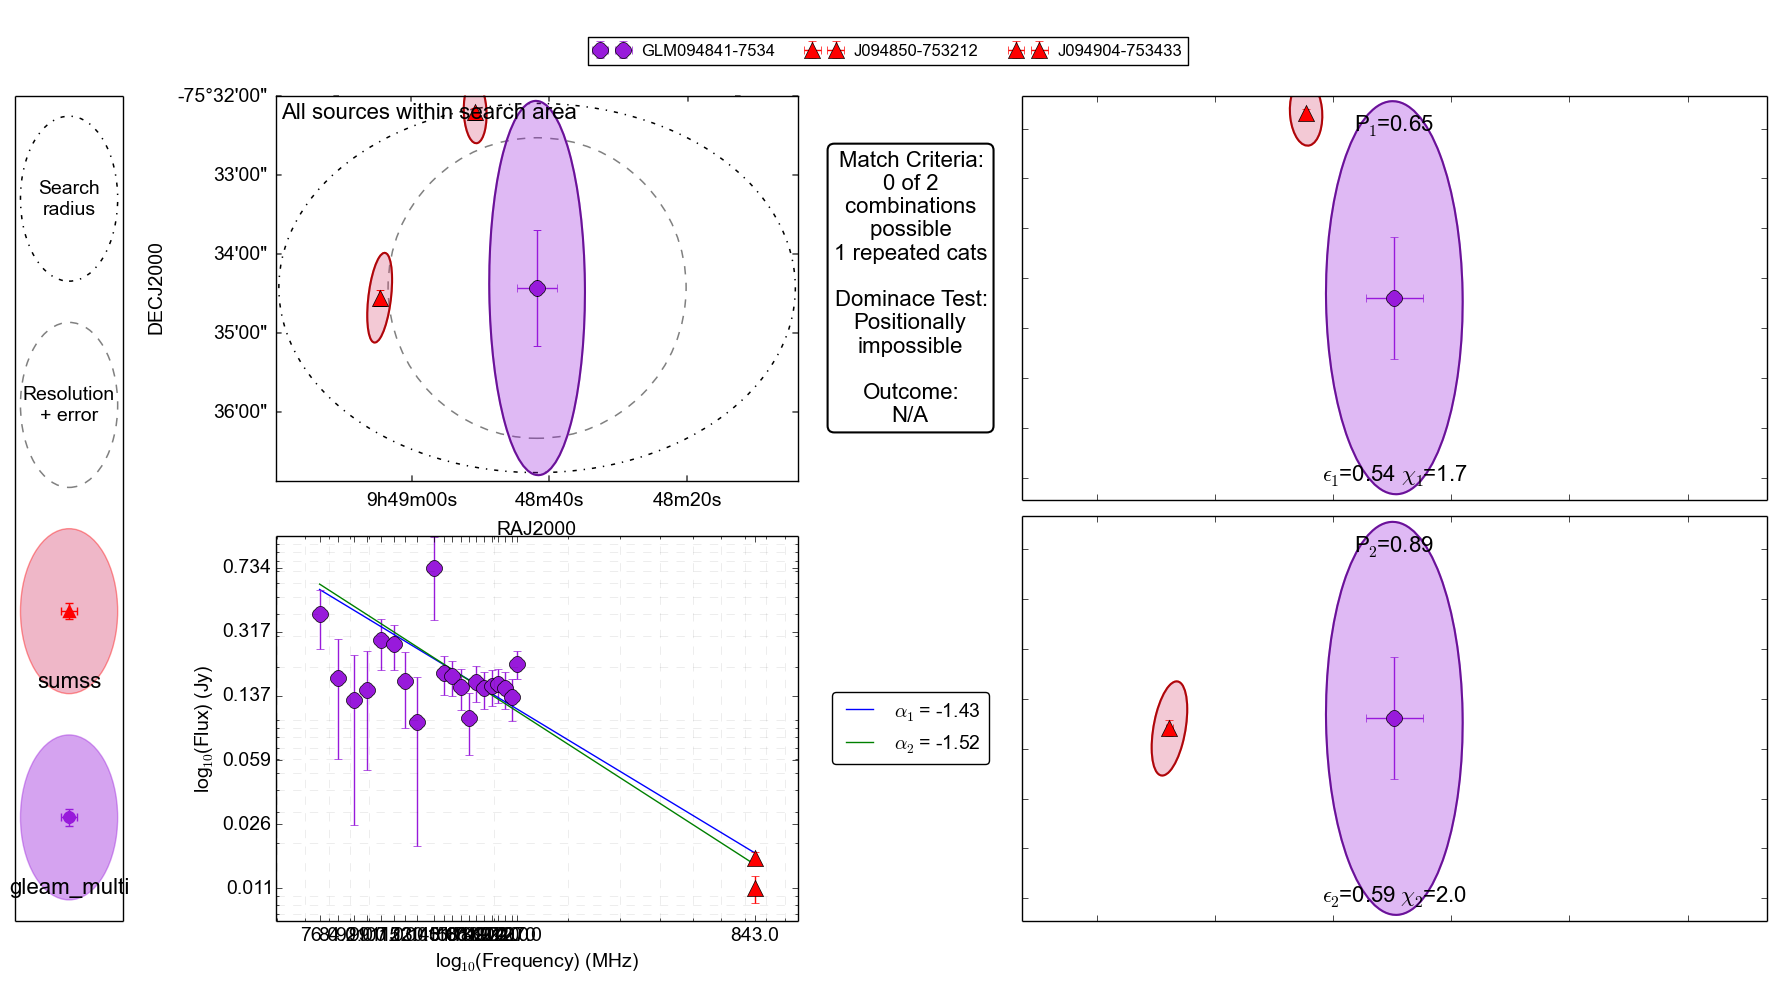 GLM094841-7534 J094850-753212 J094904-753433
Search
radius
Resolution
+ error
sumss
gleam_multi
All sources within search area
-75°32'00"
33'00"
34'00"
35'00"
36'00"
DECJ2000
9h49m00s 48m40s 48m20s
RAJ2000
Match Criteria:
0 of 2
combinations
possible
1 repeated cats
Dominace Test:
Positionally
impossible
Outcome:
N/A
P₁=0.65
ϵ₁=0.54 χ₁=1.7
P₂=0.89
ϵ₂=0.59 χ₂=2.0
0.734
0.317
0.137
0.059
0.026
0.011
log₁₀(Flux) (Jy)
843.0
log₁₀(Frequency) (MHz)
α₁ = -1.43
α₂ = -1.52